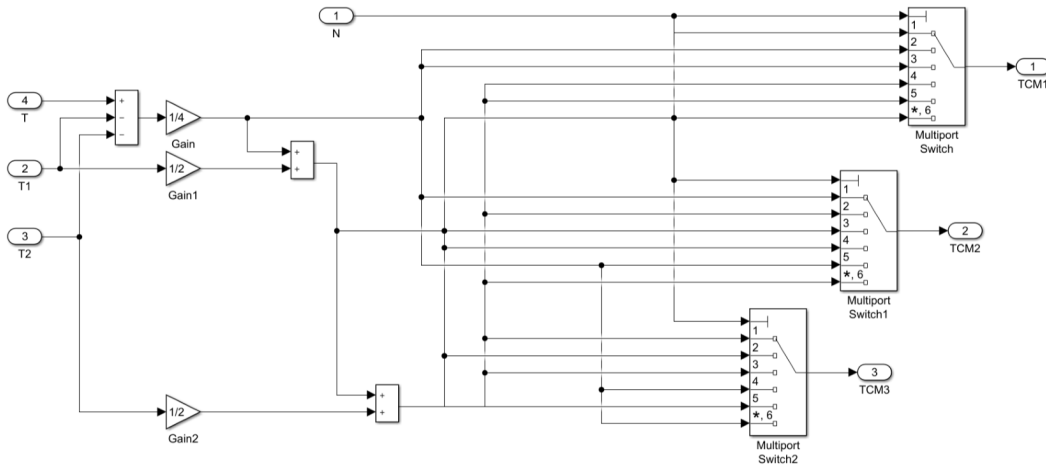 1
N
1
2
3
4
5
*, 6
Multiport
Switch
1
TCM1
4
T
+
−
−
1/4
Gain
2
T1
1/2
Gain1
+
+
3
T2
1
2
3
4
5
*, 6
Multiport
Switch1
2
TCM2
1
2
3
4
5
*, 6
Multiport
Switch2
3
TCM3
1/2
Gain2
+
+